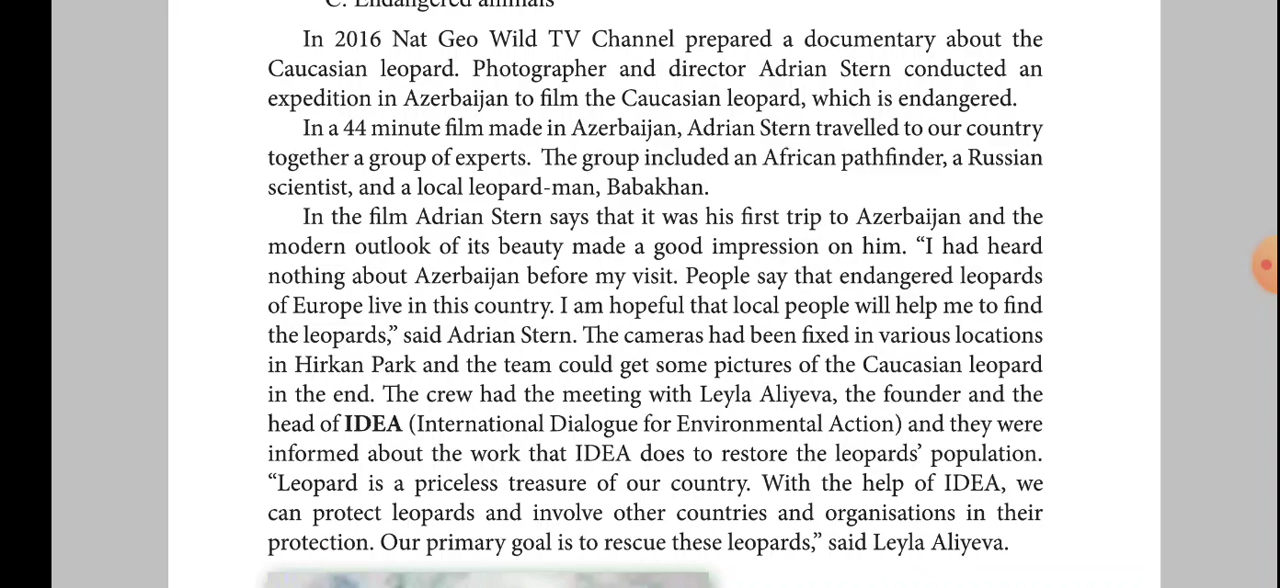 C. Endangered animals
In 2016 Nat Geo Wild TV Channel prepared a documentary about the
Caucasian leopard. Photographer and director Adrian Stern conducted an
expedition in Azerbaijan to film the Caucasian leopard, which is endangered.
In a 44 minute film made in Azerbaijan, Adrian Stern travelled to our country
together a group of experts. The group included an African pathfinder, a Russian
scientist, and a local leopard-man, Babakhan.
In the film Adrian Stern says that it was his first trip to Azerbaijan and the
modern outlook of its beauty made a good impression on him. “I had heard
nothing about Azerbaijan before my visit. People say that endangered leopards
of Europe live in this country. I am hopeful that local people will help me to find
the leopards,” said Adrian Stern. The cameras had been fixed in various locations
in Hirkan Park and the team could get some pictures of the Caucasian leopard
in the end. The crew had the meeting with Leyla Aliyeva, the founder and the
head of IDEA (International Dialogue for Environmental Action) and they were
informed about the work that IDEA does to restore the leopards’ population.
“Leopard is a priceless treasure of our country. With the help of IDEA, we
can protect leopards and involve other countries and organisations in their
protection. Our primary goal is to rescue these leopards,” said Leyla Aliyeva.